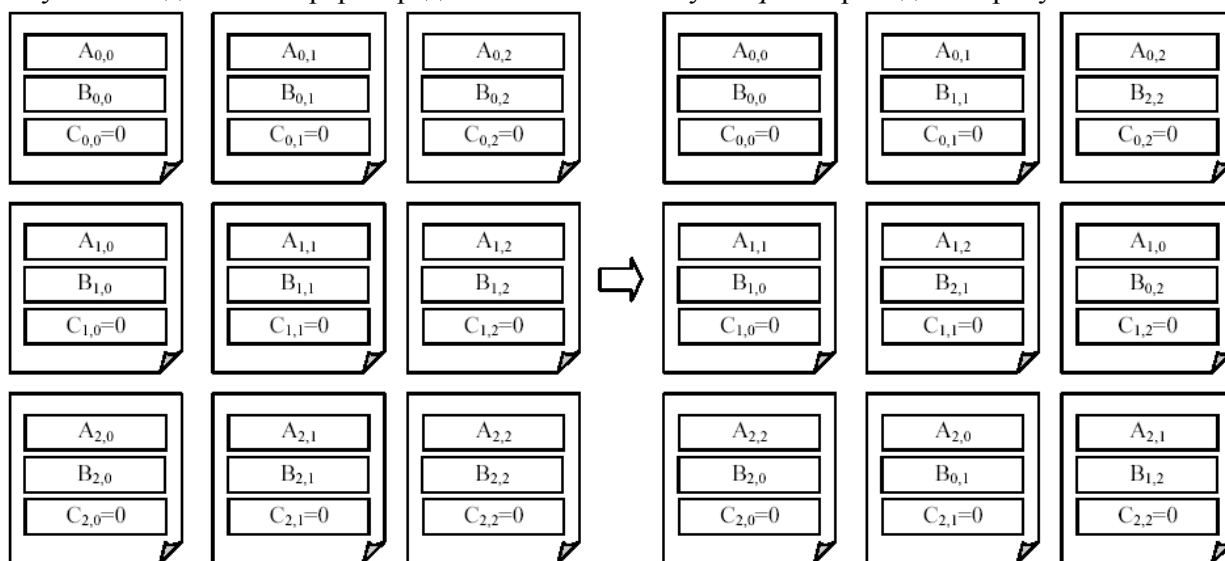 A0,0 A0,1 A0,2 A0,0 A0,1 A0,2
B0,0 B0,1 B0,2 B0,0 B1,1 B2,2
C0,0=0 C0,1=0 C0,2=0 C0,0=0 C0,1=0 C0,2=0
A1,0 A1,1 A1,2 A1,1 A1,2 A1,0
B1,0 B1,1 B1,2 B1,0 B2,1 B0,2
C1,0=0 C1,1=0 C1,2=0 C1,0=0 C1,1=0 C1,2=0
A2,0 A2,1 A2,2 A2,2 A2,0 A2,1
B2,0 B2,1 B2,2 B2,0 B0,1 B1,2
C2,0=0 C2,1=0 C2,2=0 C2,0=0 C2,1=0 C2,2=0